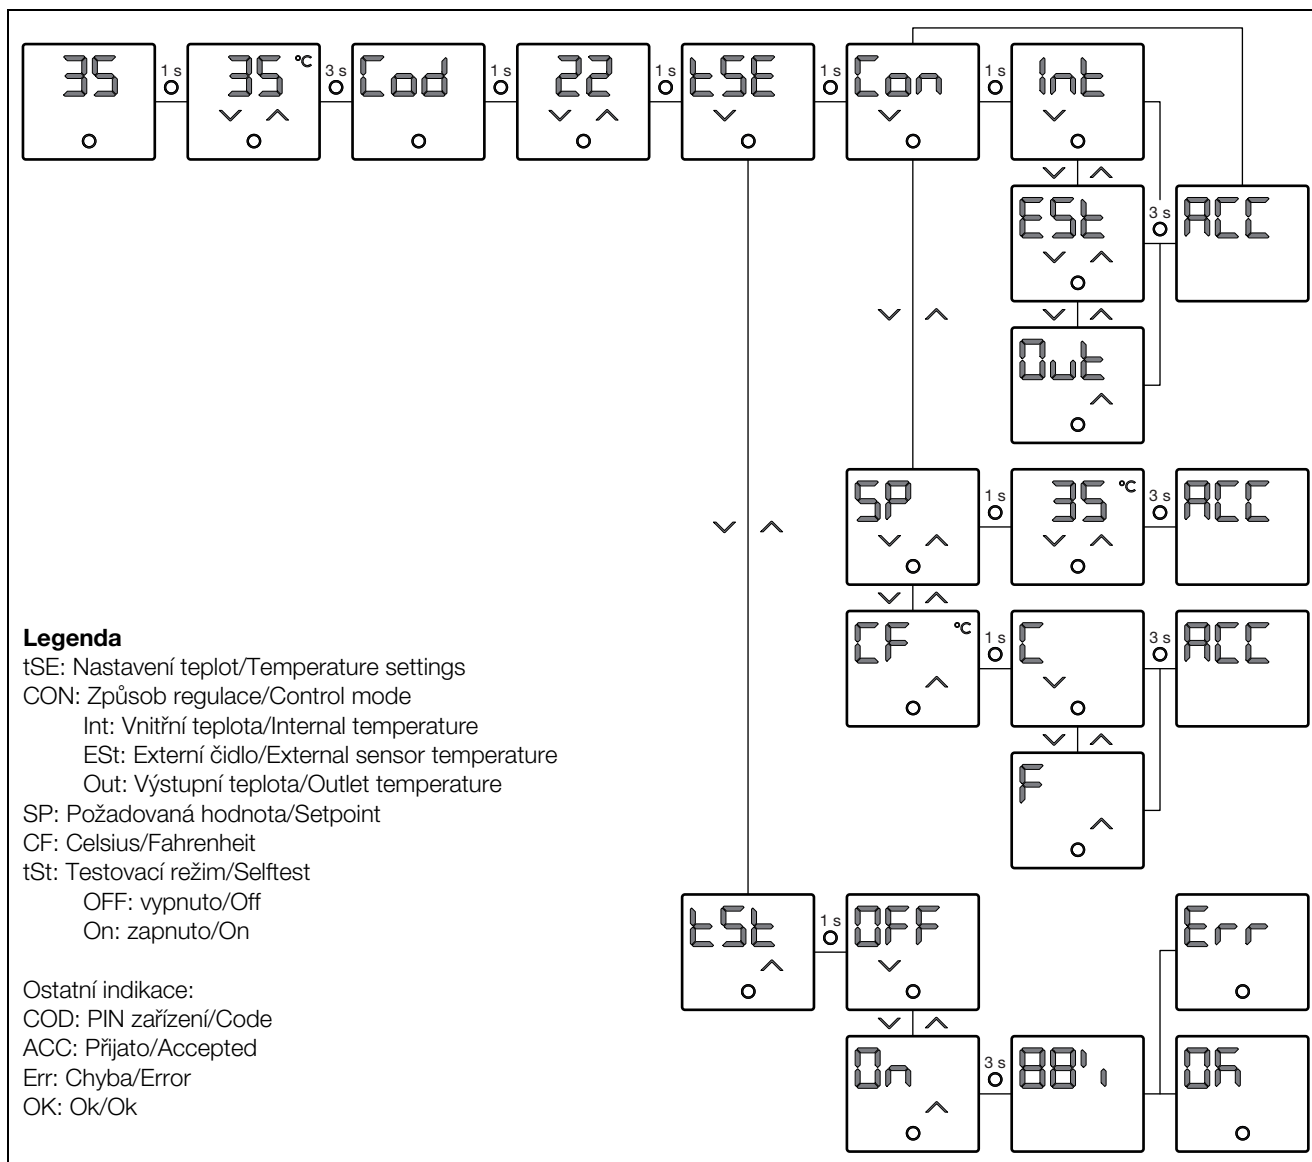 35 1 s 35 °C 3 s Cod 1 s 22 1 s tSE 1 s Con 1 s Int
ESt 3 s ACC
Out
SP 1 s 35 °C 3 s ACC
CF °C 1 s C 3 s ACC
F
tSt 1 s OFF Err
On 3 s 88'ı OK
Legenda
tSE: Nastavení teplot/Temperature settings
CON: Způsob regulace/Control mode
Int: Vnitřní teplota/Internal temperature
ESt: Externí čidlo/External sensor temperature
Out: Výstupní teplota/Outlet temperature
SP: Požadovaná hodnota/Setpoint
CF: Celsius/Fahrenheit
tSt: Testovací režim/Selftest
OFF: vypnuto/Off
On: zapnuto/On
Ostatní indikace:
COD: PIN zařízení/Code
ACC: Přijato/Accepted
Err: Chyba/Error
OK: Ok/Ok